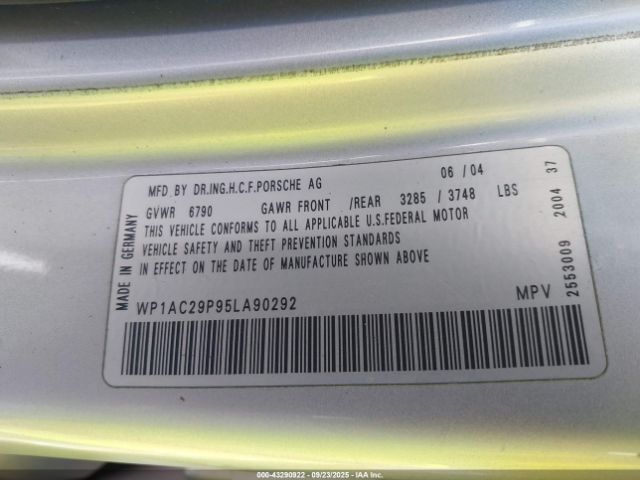 MFD BY DR.ING.H.C.F.PORSCHE AG 06 / 04
GVWR 6790 GAWR FRONT /REAR 3285 / 3748 LBS
THIS VEHICLE CONFORMS TO ALL APPLICABLE U.S.FEDERAL MOTOR
VEHICLE SAFETY AND THEFT PREVENTION STANDARDS
IN EFFECT ON THE DATE OF MANUFACTURE SHOWN ABOVE
WP1AC29P95LA90292 MPV
MADE IN GERMANY
2553009 2004 37
000-43290922 - 09/23/2025 - IAAI.COM